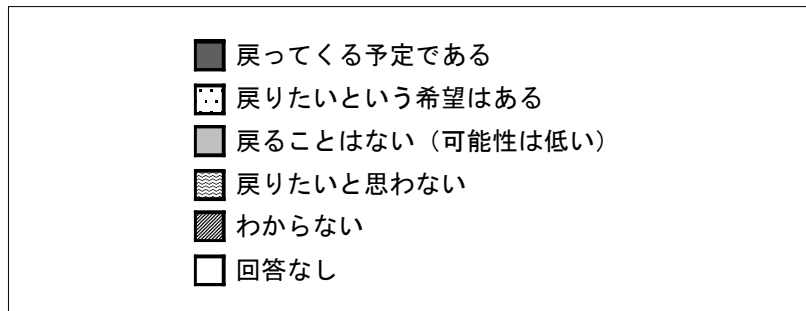 戻ってくる予定である
戻りたいという希望はある
戻ることはない（可能性は低い）
戻りたいと思わない
わからない
回答なし